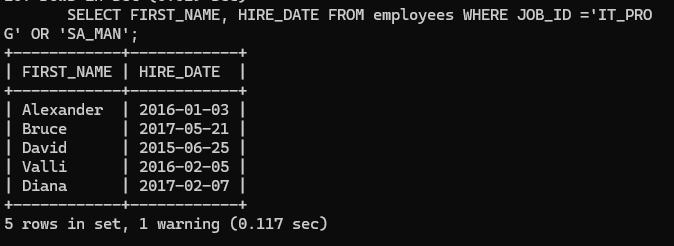 SELECT FIRST_NAME, HIRE_DATE FROM employees WHERE JOB_ID ='IT_PRO
G' OR 'SA_MAN';
+------------+------------+
| FIRST_NAME | HIRE_DATE  |
+------------+------------+
| Alexander  | 2016-01-03 |
| Bruce      | 2017-05-21 |
| David      | 2015-06-25 |
| Valli      | 2016-02-05 |
| Diana      | 2017-02-07 |
+------------+------------+
5 rows in set, 1 warning (0.117 sec)